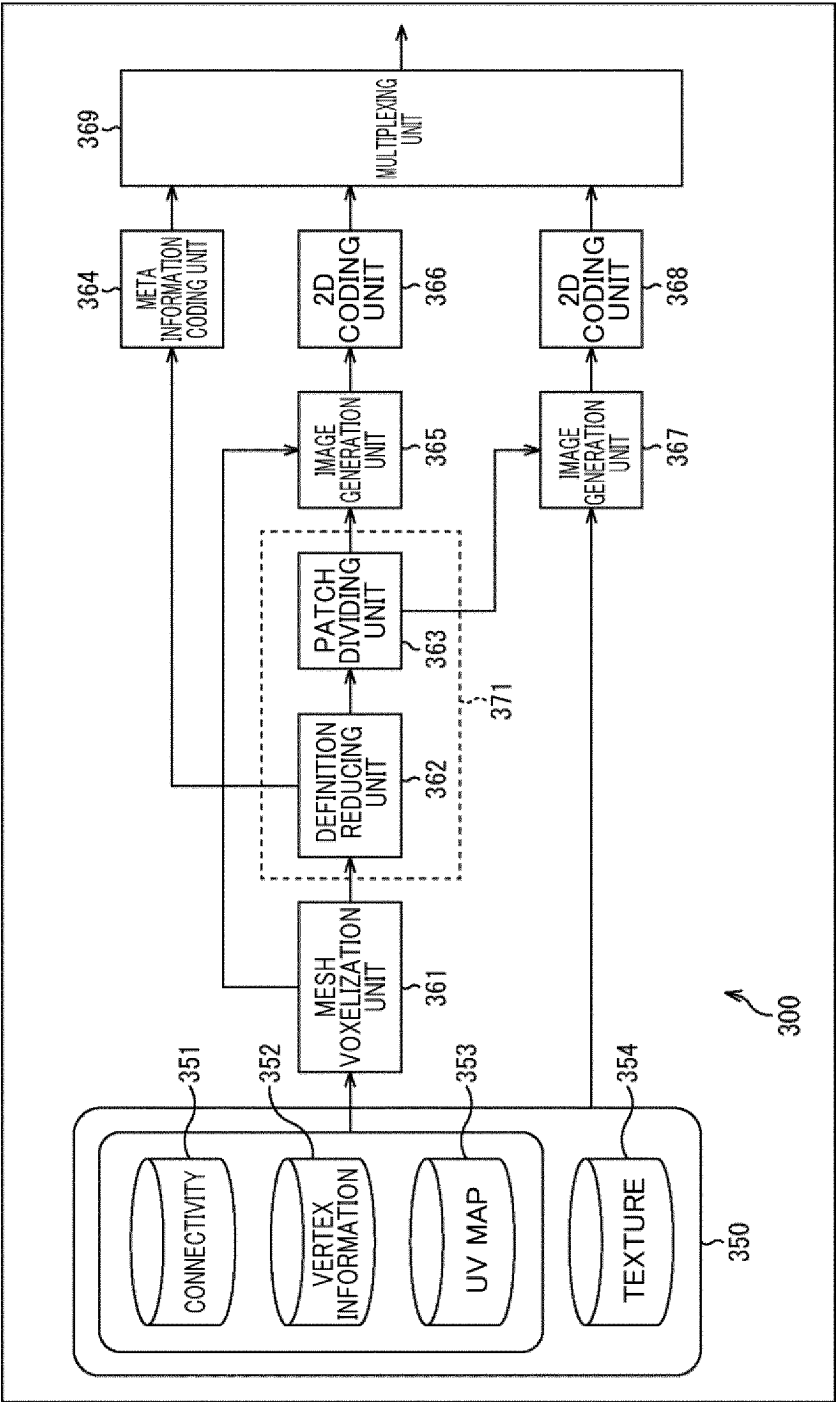 CONNECTIVITY
351
VERTEX
INFORMATION
352
UV MAP
353
TEXTURE
354
350
MESH
VOXELIZATION
UNIT
361
DEFINITION
REDUCING
UNIT
362
PATCH
DIVIDING
UNIT
363
371
META
INFORMATION
CODING UNIT
364
IMAGE
GENERATION
UNIT
365
2D
CODING
UNIT
366
IMAGE
GENERATION
UNIT
367
2D
CODING
UNIT
368
MULTIPLEXING
UNIT
369
300